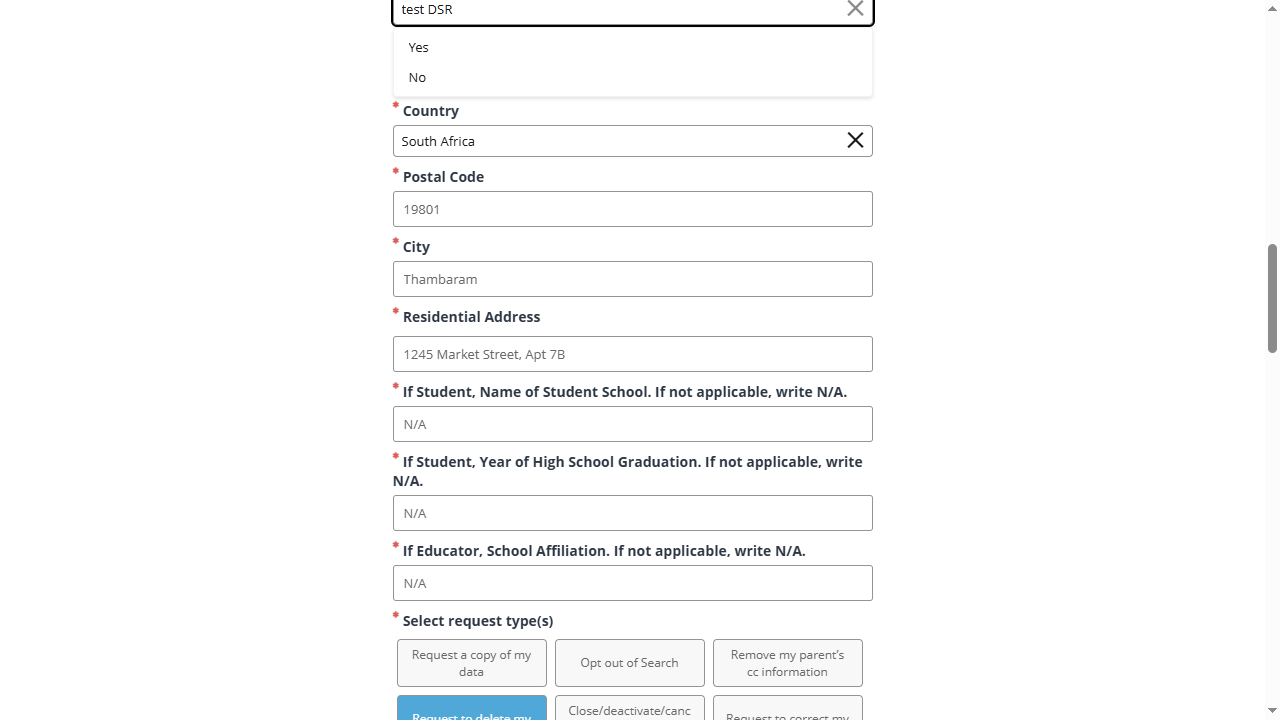 test DSR
Yes
No
* Country
South Africa
* Postal Code
19801
* City
Thambaram
* Residential Address
1245 Market Street, Apt 7B
* If Student, Name of Student School. If not applicable, write N/A.
N/A
* If Student, Year of High School Graduation. If not applicable, write
N/A.
N/A
* If Educator, School Affiliation. If not applicable, write N/A.
N/A
* Select request type(s)
Request a copy of my
data
Opt out of Search
Remove my parent’s
cc information
Request to delete my
Close/deactivate/canc
Request to correct my